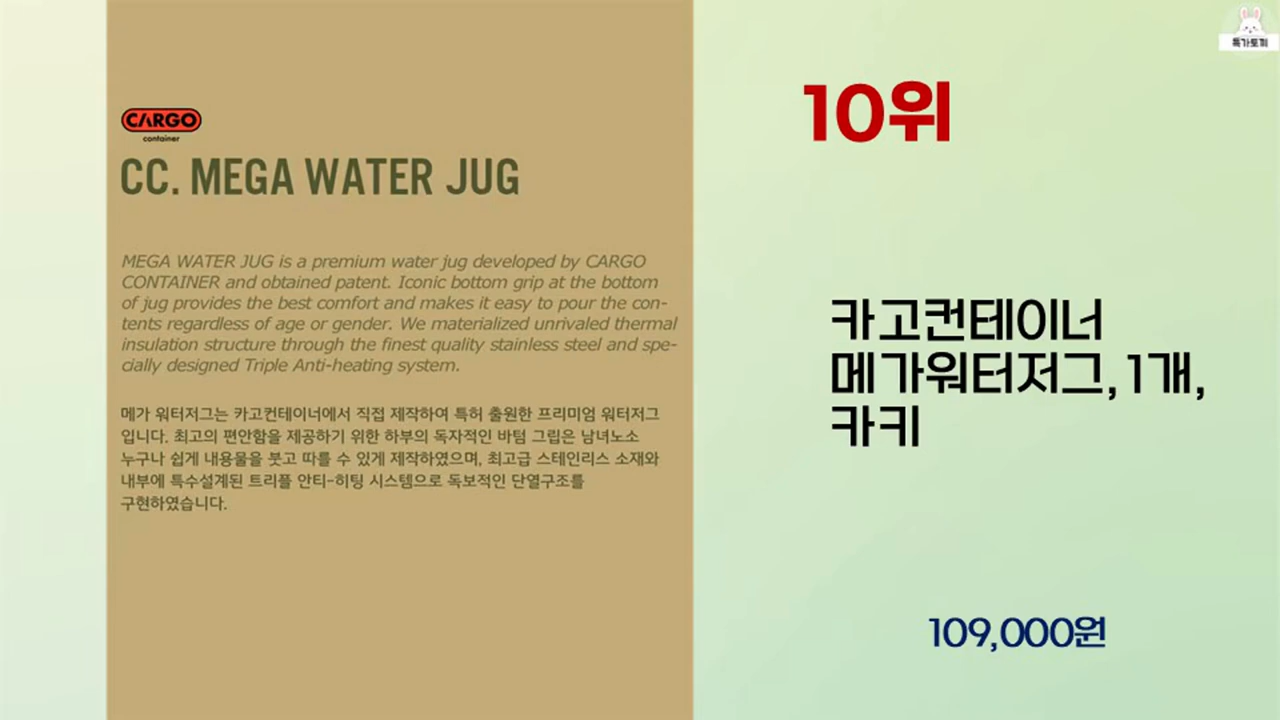 CARGO
container
CC. MEGA WATER JUG
MEGA WATER JUG is a premium water jug developed by CARGO
CONTAINER and obtained patent. Iconic bottom grip at the bottom
of jug provides the best comfort and makes it easy to pour the con-
tents regardless of age or gender. We materialized unrivaled thermal
insulation structure through the finest quality stainless steel and spe-
cially designed Triple Anti-heating system.
메가 워터저그는 카고컨테이너에서 직접 제작하여 특허 출원한 프리미엄 워터저그
입니다. 최고의 편안함을 제공하기 위한 하부의 독자적인 바텀 그립은 남녀노소
누구나 쉽게 내용물을 붓고 따를 수 있게 제작하였으며, 최고급 스테인리스 소재와
내부에 특수설계된 트리플 안티-히팅 시스템으로 독보적인 단열구조를
구현하였습니다.
특가토끼
10위
카고컨테이너
메가워터저그, 1개,
카키
109,000원